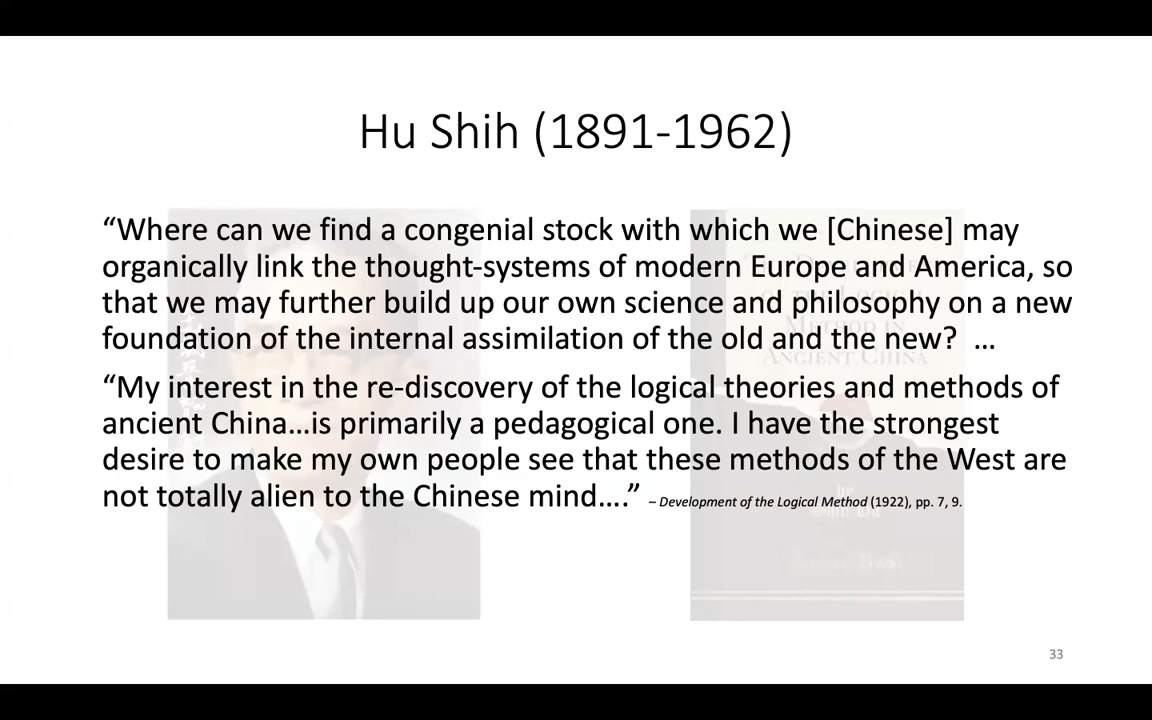 Hu Shih (1891-1962)
“Where can we find a congenial stock with which we [Chinese] may
organically link the thought-systems of modern Europe and America, so
that we may further build up our own science and philosophy on a new
foundation of the internal assimilation of the old and the new?  …
“My interest in the re-discovery of the logical theories and methods of
ancient China…is primarily a pedagogical one. I have the strongest
desire to make my own people see that these methods of the West are
not totally alien to the Chinese mind….” – Development of the Logical Method (1922), pp. 7, 9.
METHOD IN
ANCIENT CHINA
33